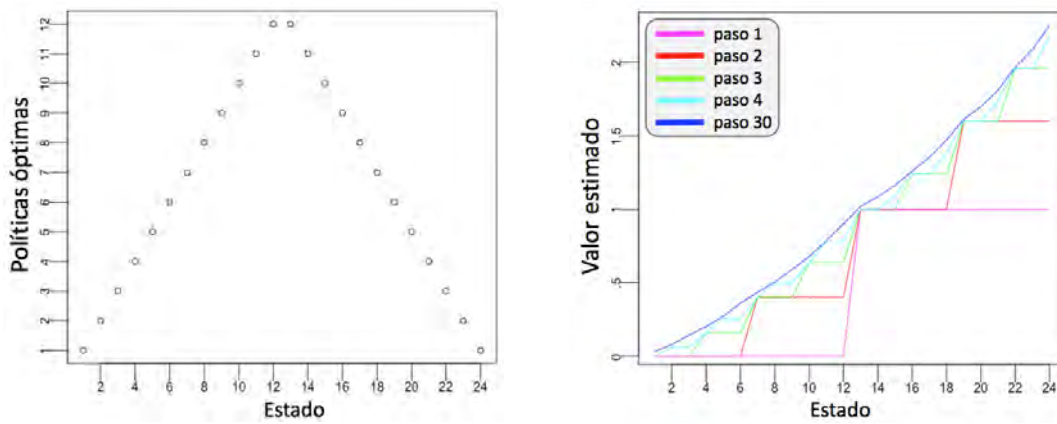 Políticas óptimas
12
11
10
9
8
7
6
5
4
3
2
1
2 4 6 8 10 12 14 16 18 20 22 24
Estado
paso 1
paso 2
paso 3
paso 4
paso 30
Valor estimado
2
1.5
1
.5
0
2 4 6 8 10 12 14 16 18 20 22 24
Estado